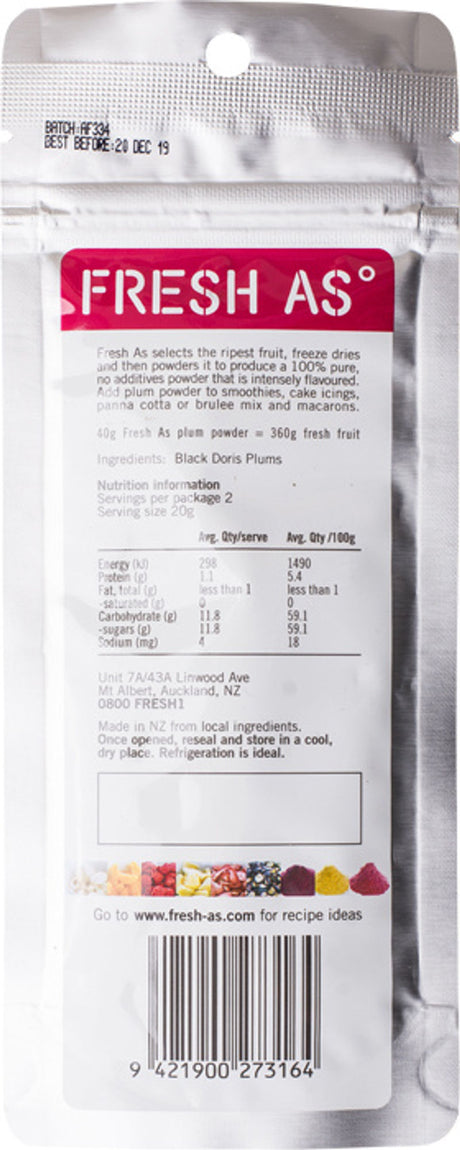 BATCH:AF334
BEST BEFORE:20 DEC 19
FRESH AS°
Fresh As selects the ripest fruit, freeze dries
and then powders it to produce a 100% pure,
no additives powder that is intensely flavoured.
Add plum powder to smoothies, cake icings,
panna cotta or brulee mix and macarons.
40g Fresh As plum powder = 360g fresh fruit
Ingredients: Black Doris Plums
Nutrition information
Servings per package 2
Serving size 20g
Avg. Qty/serve Avg. Qty /100g
Energy (kJ) 298 1490
Protein (g) 1.1 5.4
Fat, total (g) less than 1 less than 1
-saturated (g) 0 0
Carbohydrate (g) 11.8 59.1
-sugars (g) 11.8 59.1
Sodium (mg) 4 18
Unit 7A/43A Linwood Ave
Mt Albert, Auckland, NZ
0800 FRESH1
Made in NZ from local ingredients.
Once opened, reseal and store in a cool,
dry place. Refrigeration is ideal.
Go to www.fresh-as.com for recipe ideas
9 421900 273164